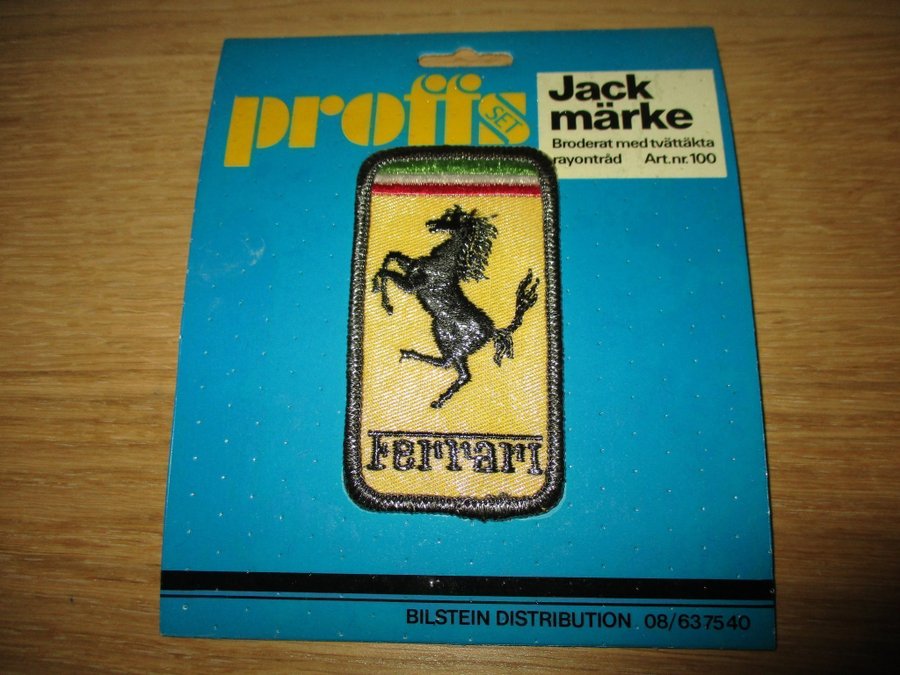 proffs
SET
Jack
märke
Broderat med tvättäkta
rayontråd Art.nr.100
Ferrari
BILSTEIN DISTRIBUTION 08/637540